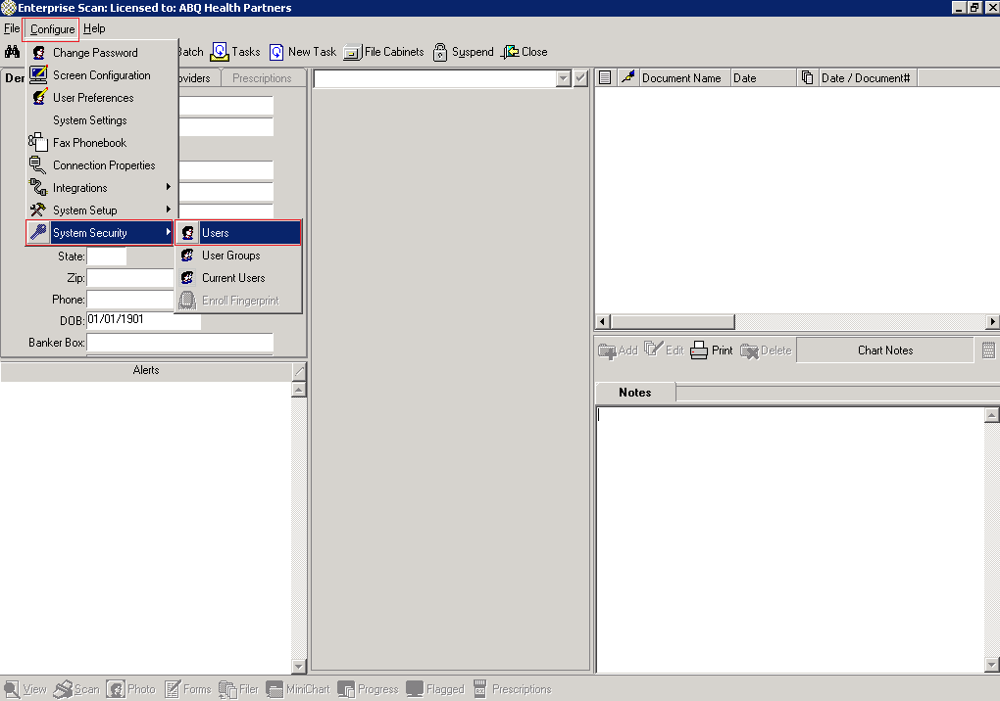 Enterprise Scan: Licensed to: ABQ Health Partners
File Configure Help
Batch Tasks New Task File Cabinets Suspend Close
Change Password
Screen Configuration
User Preferences
System Settings
Fax Phonebook
Connection Properties
Integrations
System Setup
System Security
Users
User Groups
Current Users
Enroll Fingerprint
Dem
oviders Prescriptions
State:
Zip:
Phone:
DOB: 01/01/1901
Banker Box:
Alerts
Document Name Date Date / Document#
Add Edit Print Delete Chart Notes
Notes
View Scan Photo Forms Filer MiniChart Progress Flagged Prescriptions